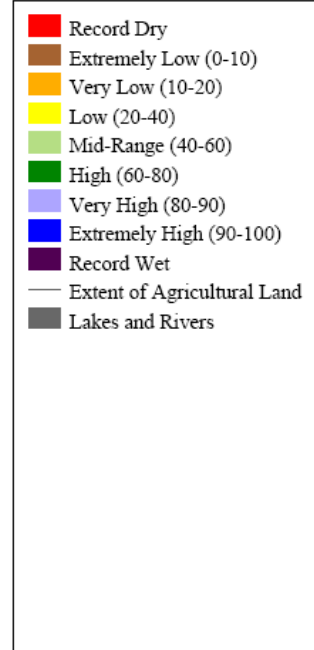 Record Dry
Extremely Low (0-10)
Very Low (10-20)
Low (20-40)
Mid-Range (40-60)
High (60-80)
Very High (80-90)
Extremely High (90-100)
Record Wet
Extent of Agricultural Land
Lakes and Rivers